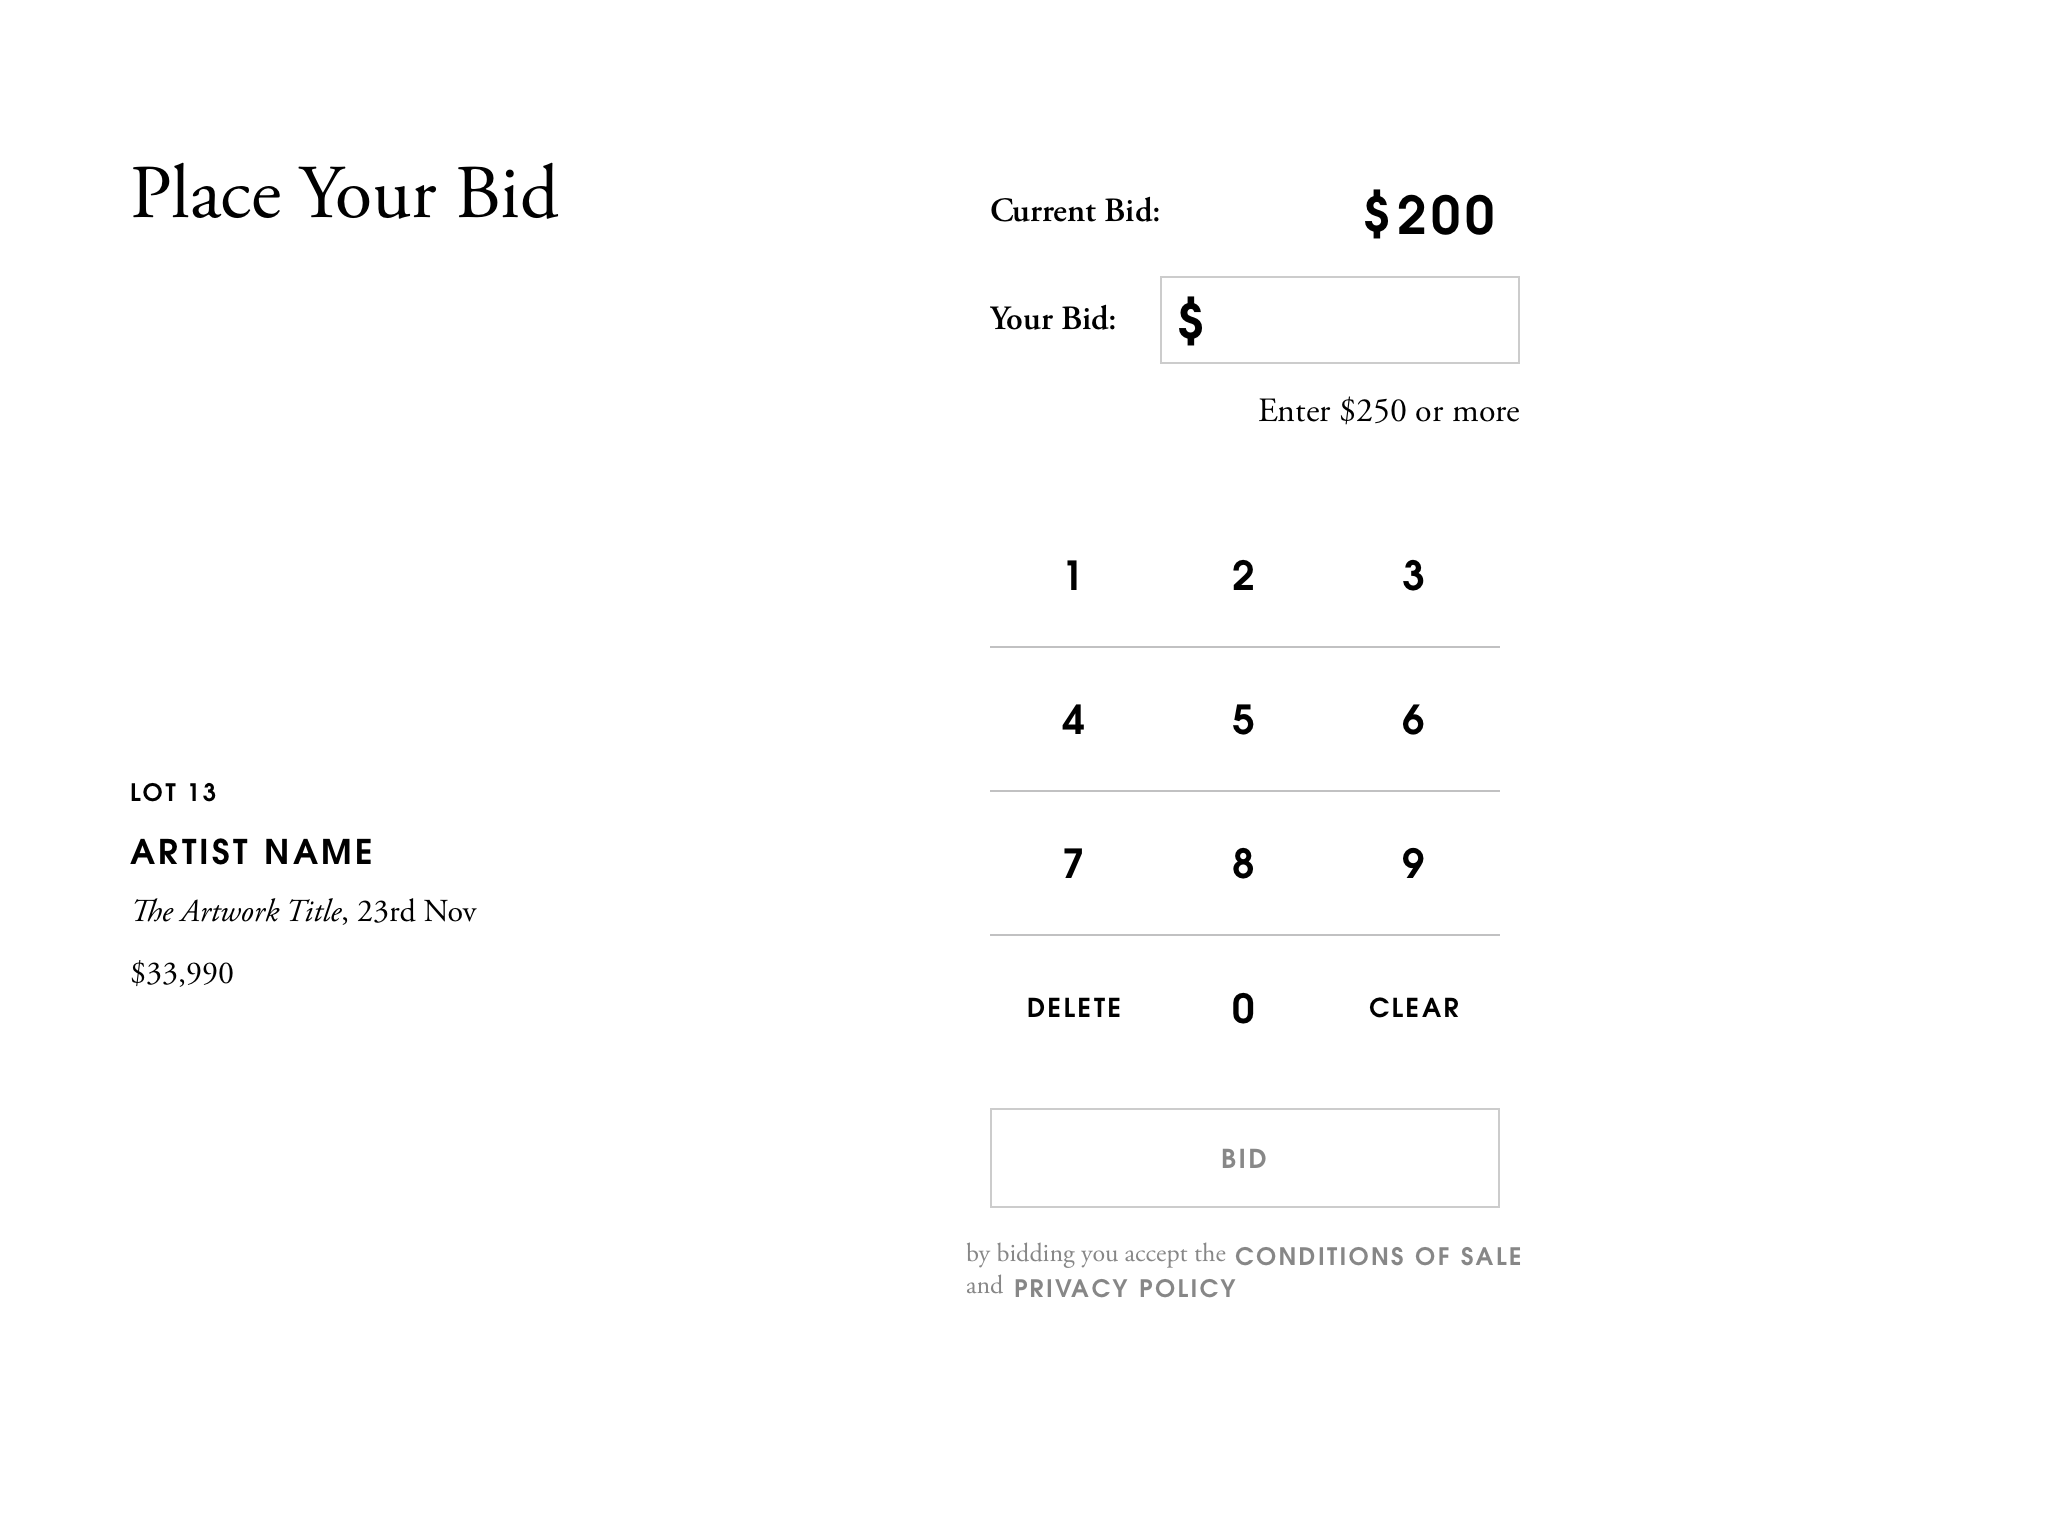 Place Your Bid
Current Bid: $200
Your Bid: $
Enter $250 or more
1 2 3
4 5 6
7 8 9
DELETE 0 CLEAR
LOT 13
ARTIST NAME
The Artwork Title, 23rd Nov
$33,990
BID
by bidding you accept the CONDITIONS OF SALE
and PRIVACY POLICY